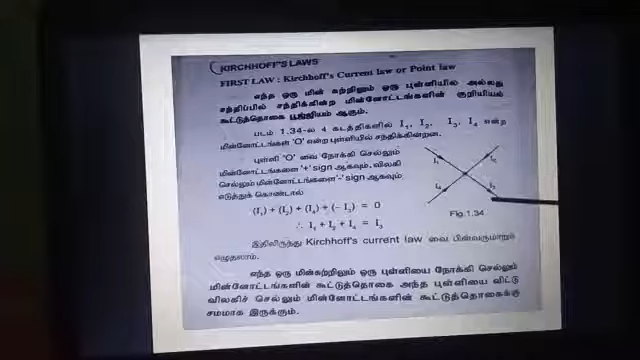 KIRCHHOFF'S LAWS
FIRST LAW : Kirchhoff's Current law or Point law
எந்த ஒரு மின் சுற்றிலும் ஒரு புள்ளியில் அல்லது
சந்திப்பில் சந்திக்கின்ற மின்னோட்டங்களின் குறியியல்
கூட்டுத்தொகை பூஜ்ஜியம் ஆகும்.
படம் 1.34-ல் 4 கடத்திகளில் I₁, I₂, I₃, I₄ என்ற
மின்னோட்டங்கள் 'O' என்ற புள்ளியில் சந்திக்கின்றன.
புள்ளி 'O' வை நோக்கி செல்லும்
மின்னோட்டங்களை '+' sign ஆகவும், விலகி
செல்லும் மின்னோட்டங்களை '-' sign ஆகவும்
எடுத்துக் கொண்டால்
(I₁) + (I₂) + (I₄) + (- I₃) = 0
∴ I₁ + I₂ + I₄ = I₃
I₁
I₂
I₄
I₃
Fig.1.34
இதிலிருந்து Kirchhoff's current law வை பின்வருமாறும்
எழுதலாம்.
எந்த ஒரு மின்சுற்றிலும் ஒரு புள்ளியை நோக்கி செல்லும்
மின்னோட்டங்களின் கூட்டுத்தொகை அந்த புள்ளியை விட்டு
விலகிச் செல்லும் மின்னோட்டங்களின் கூட்டுத்தொகைக்கு
சமமாக இருக்கும்.